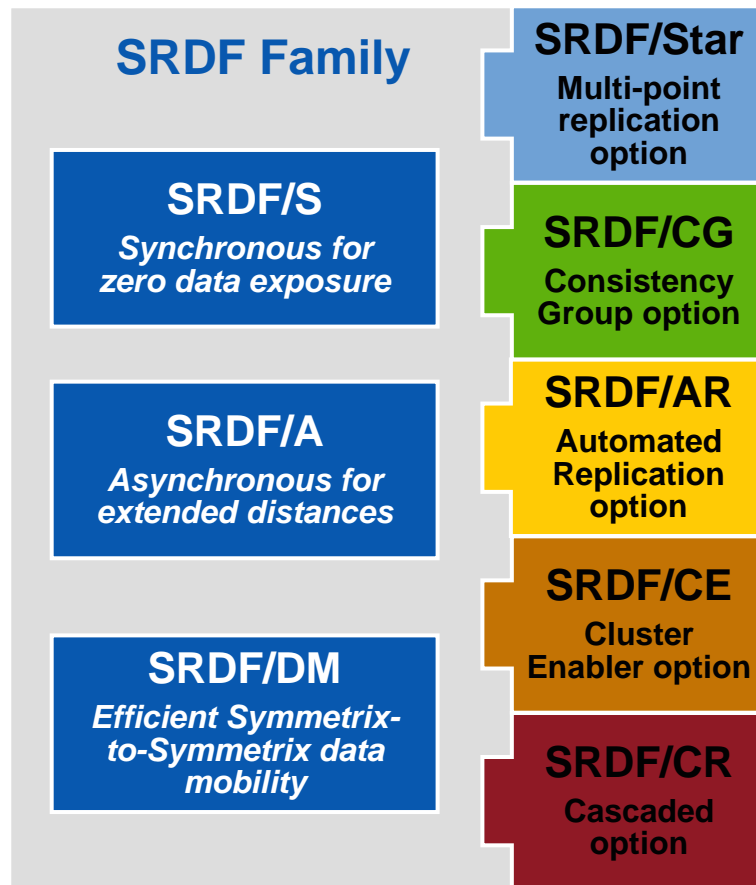 SRDF Family
SRDF/S
Synchronous for
zero data exposure
SRDF/A
Asynchronous for
extended distances
SRDF/DM
Efficient Symmetrix-
to-Symmetrix data
mobility
SRDF/Star
Multi-point
replication
option
SRDF/CG
Consistency
Group option
SRDF/AR
Automated
Replication
option
SRDF/CE
Cluster
Enabler option
SRDF/CR
Cascaded
option